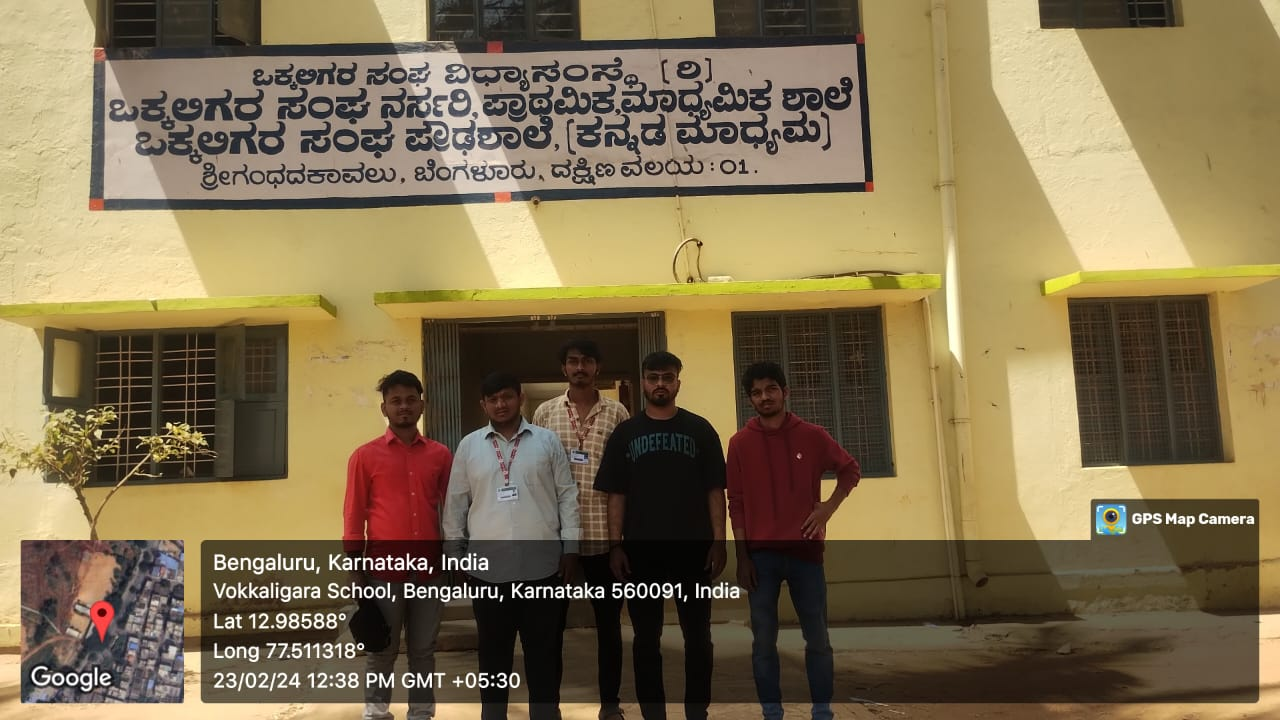 ಒಕ್ಕಲಿಗರ ಸಂಘ ವಿಧ್ಯಾಸಂಸ್ಥೆ [ರಿ]
ಒಕ್ಕಲಿಗರ ಸಂಘ ನರ್ಸರಿ, ಪ್ರಾಥಮಿಕ, ಮಾಧ್ಯಮಿಕ ಶಾಲೆ
ಒಕ್ಕಲಿಗರ ಸಂಘ ಪೌಢಶಾಲೆ, [ಕನ್ನಡ ಮಾಧ್ಯಮ]
ಶ್ರೀಗಂಧದಕಾವಲು, ಬೆಂಗಳೂರು, ದಕ್ಷಿಣ ವಲಯ : 01.
UNDEFEATED
GPS Map Camera
Bengaluru, Karnataka, India
Vokkaligara School, Bengaluru, Karnataka 560091, India
Lat 12.98588°
Long 77.511318°
23/02/24 12:38 PM GMT +05:30
Google